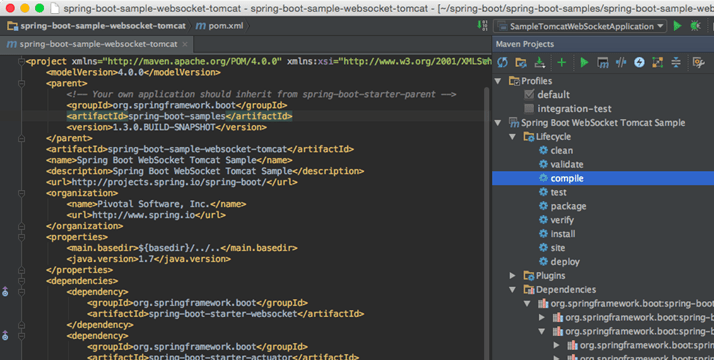 spring-boot-sample-websocket-tomcat - spring-boot-sample-websocket-tomcat - [~/spring-boot/spring-boot-samples/spring-boot-samples
spring-boot-sample-websocket-tomcat pom.xml
SampleTomcatWebSocketApplication
spring-boot-sample-websocket-tomcat ×
<project xmlns="http://maven.apache.org/POM/4.0.0" xmlns:xsi="http://www.w3.org/2001/
<modelVersion>4.0.0</modelVersion>
<parent>
<!-- Your own application should inherit from spring-boot-starter-parent -->
<groupId>org.springframework.boot</groupId>
<artifactId>spring-boot-samples</artifactId>
<version>1.3.0.BUILD-SNAPSHOT</version>
</parent>
<artifactId>spring-boot-sample-websocket-tomcat</artifactId>
<name>Spring Boot WebSocket Tomcat Sample</name>
<description>Spring Boot WebSocket Tomcat Sample</description>
<url>http://projects.spring.io/spring-boot/</url>
<organization>
<name>Pivotal Software, Inc.</name>
<url>http://www.spring.io</url>
</organization>
<properties>
<main.basedir>${basedir}/../..</main.basedir>
<java.version>1.7</java.version>
</properties>
<dependencies>
<dependency>
<groupId>org.springframework.boot</groupId>
<artifactId>spring-boot-starter-websocket</artifactId>
</dependency>
<dependency>
<groupId>org.springframework.boot</groupId>
<artifactId>spring-boot-starter-actuator</artifactId>
Maven Projects
Profiles
default
integration-test
Spring Boot WebSocket Tomcat Sample
Lifecycle
clean
validate
compile
test
package
verify
install
site
deploy
Plugins
Dependencies
org.springframework.boot:spring-boo
org.springframework.boot:spring-b
org.springframework.boot:spring-b
org.springframework.boot:spri
org.springframework.boot:spri